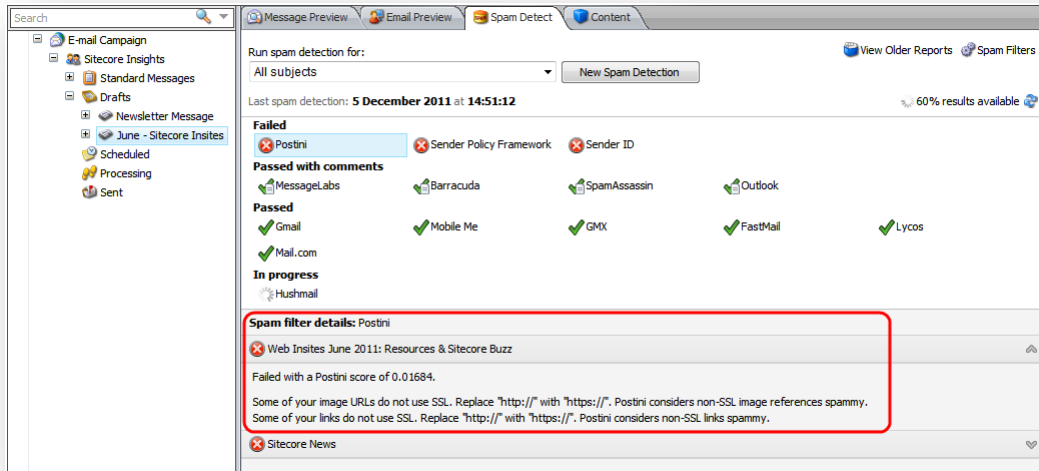 Search
E-mail Campaign
Sitecore Insights
Standard Messages
Drafts
Newsletter Message
June - Sitecore Insites
Scheduled
Processing
Sent
Message Preview Email Preview Spam Detect Content
Run spam detection for:
View Older Reports Spam Filters
All subjects New Spam Detection
Last spam detection: 5 December 2011 at 14:51:12
60% results available
Failed
Postini Sender Policy Framework Sender ID
Passed with comments
MessageLabs Barracuda SpamAssassin Outlook
Passed
Gmail Mobile Me GMX FastMail Lycos
Mail.com
In progress
Hushmail
Spam filter details: Postini
Web Insites June 2011: Resources & Sitecore Buzz
Failed with a Postini score of 0.01684.
Some of your image URLs do not use SSL. Replace "http://" with "https://". Postini considers non-SSL image references spammy.
Some of your links do not use SSL. Replace "http://" with "https://". Postini considers non-SSL links spammy.
Sitecore News